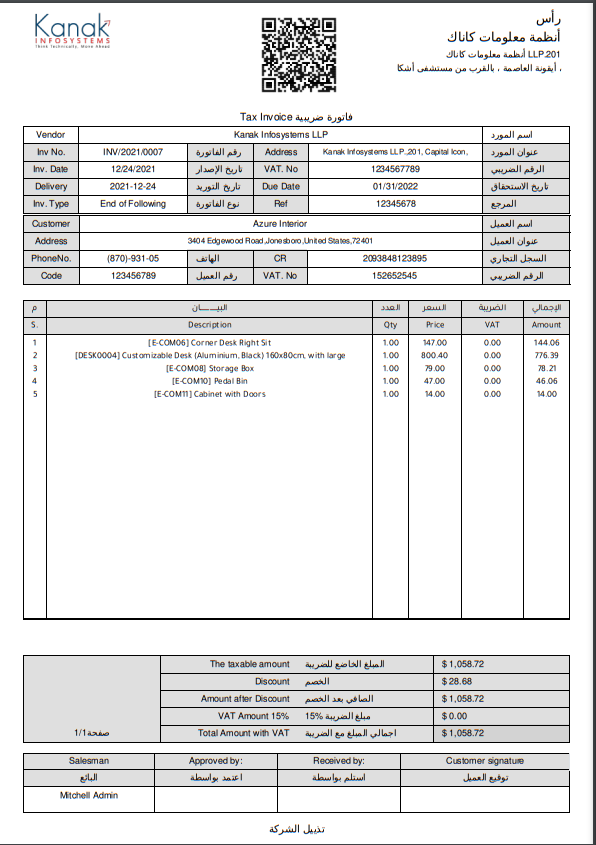 Kanak
INFOSYSTEMS
Think Technically, Move Ahead
رأس
أنظمة معلومات كاناك
LLP.201 أنظمة معلومات كاناك
، أيقونة العاصمة ، بالقرب من مستشفى أشكا
Tax Invoice فاتورة ضريبية
Vendor Kanak Infosystems LLP اسم المورد
Inv No. INV/2021/0007 رقم الفاتورة Address Kanak Infosystems LLP.,201, Capital Icon, عنوان المورد
Inv. Date 12/24/2021 تاريخ الإصدار VAT. No 1234567789 الرقم الضريبي
Delivery 2021-12-24 تاريخ التوريد Due Date 01/31/2022 تاريخ الاستحقاق
Inv. Type End of Following نوع الفاتورة Ref 12345678 المرجع
Customer Azure Interior اسم العميل
Address 3404 Edgewood Road,Jonesboro,United States,72401 عنوان العميل
PhoneNo. (870)-931-05 الهاتف CR 2093848123895 السجل التجاري
Code 123456789 رقم العميل VAT. No 152652545 الرقم الضريبي
م البيـــــــان العدد السعر الضريبة الإجمالي
S. Description Qty Price VAT Amount
1 [E-COM06] Corner Desk Right Sit 1.00 147.00 0.00 144.06
2 [DESK0004] Customizable Desk (Aluminium, Black) 160x80cm, with large 1.00 800.40 0.00 776.39
3 [E-COM08] Storage Box 1.00 79.00 0.00 78.21
4 [E-COM10] Pedal Bin 1.00 47.00 0.00 46.06
5 [E-COM11] Cabinet with Doors 1.00 14.00 0.00 14.00
The taxable amount المبلغ الخاضع للضريبة $ 1,058.72
Discount الخصم $ 28.68
Amount after Discount الصافي بعد الخصم $ 1,058.72
VAT Amount 15% مبلغ الضريبة 15% $ 0.00
صفحة1/1 Total Amount with VAT اجمالي المبلغ مع الضريبة $ 1,058.72
Salesman Approved by: Received by: Customer signature
البائع اعتمد بواسطة استلم بواسطة توقيع العميل
Mitchell Admin
تذييل الشركة